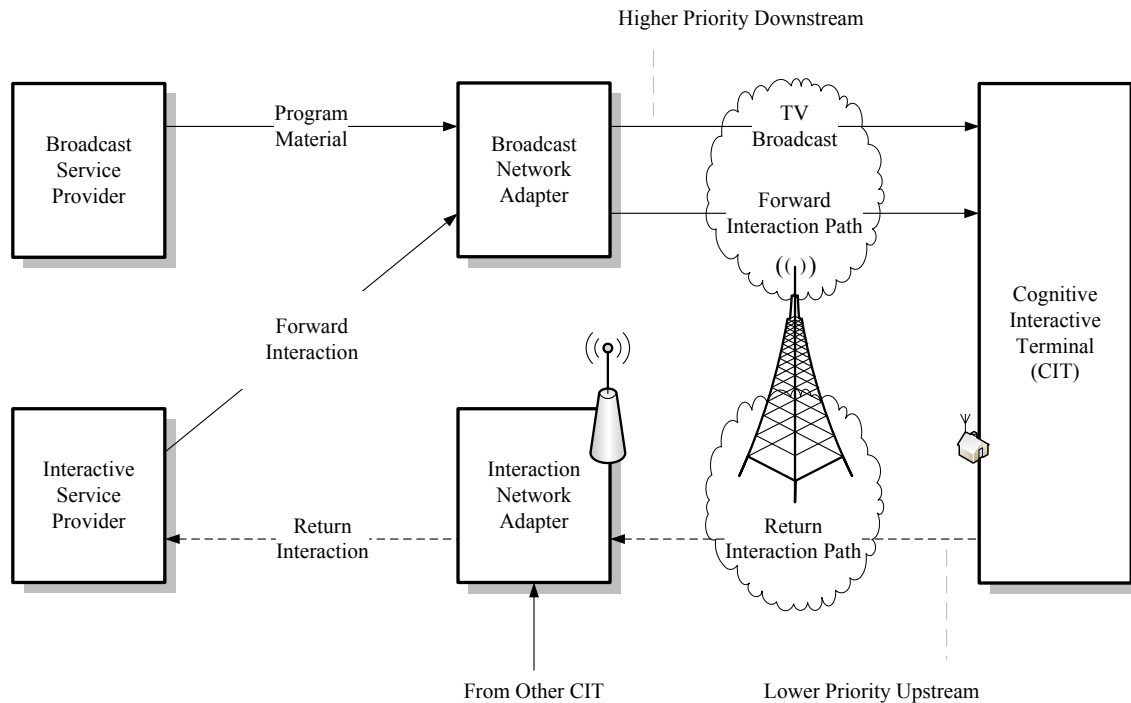 Higher Priority Downstream
Broadcast
Service
Provider
Program
Material
Broadcast
Network
Adapter
TV
Broadcast
Forward
Interaction Path
Cognitive
Interactive
Terminal
(CIT)
Forward
Interaction
Interactive
Service
Provider
Return
Interaction
Interaction
Network
Adapter
Return
Interaction Path
From Other CIT
Lower Priority Upstream